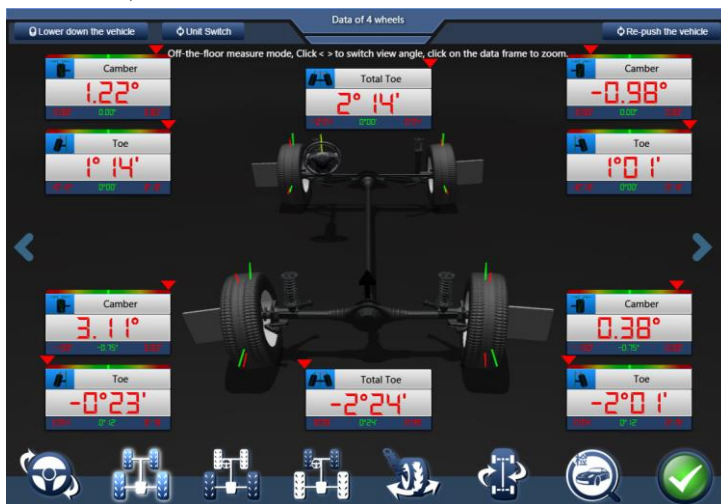 Data of 4 wheels
Lower down the vehicle
Unit Switch
Re-push the vehicle
Off-the-floor measure mode, Click < > to switch view angle, click on the data frame to zoom.
Camber
1.22°
0.00°
Total Toe
2°14'
0°00'
Camber
-0.98°
0.00°
Toe
1°14'
0°00'
Toe
1°01'
0°00'
Camber
3.11°
-0.75°
Camber
0.38°
-0.75°
Toe
-0°23'
0°12'
Total Toe
-2°24'
0°24'
Toe
-2°01'
0°12'